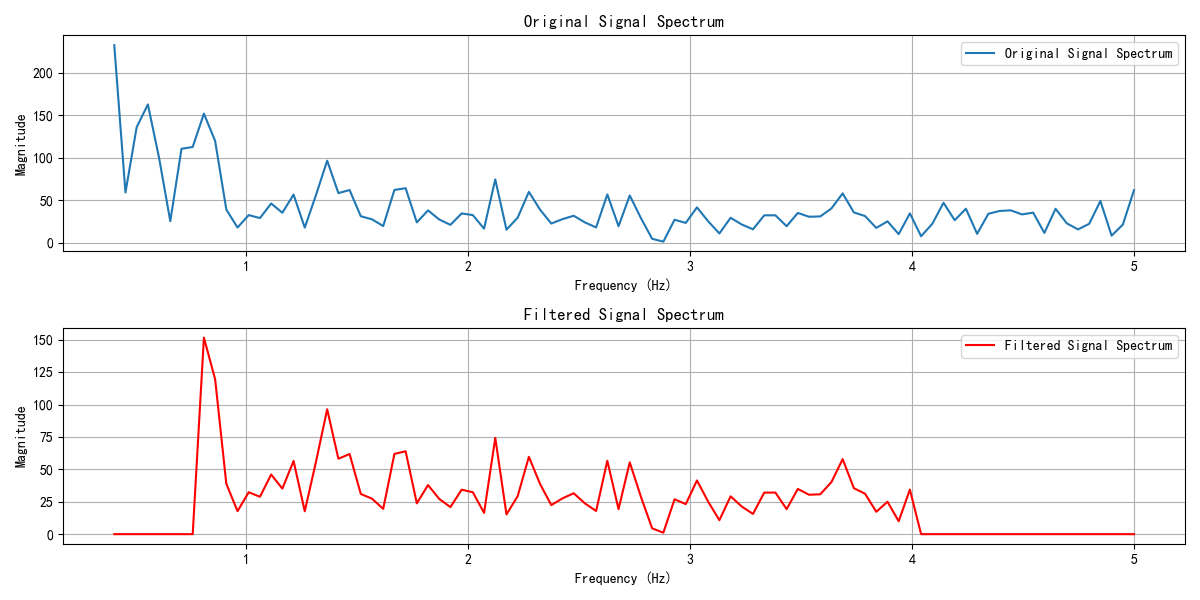 Original Signal Spectrum
Original Signal Spectrum
Magnitude
200
150
100
50
0
1 2 3 4 5
Frequency (Hz)
Filtered Signal Spectrum
Filtered Signal Spectrum
Magnitude
150
125
100
75
50
25
0
1 2 3 4 5
Frequency (Hz)